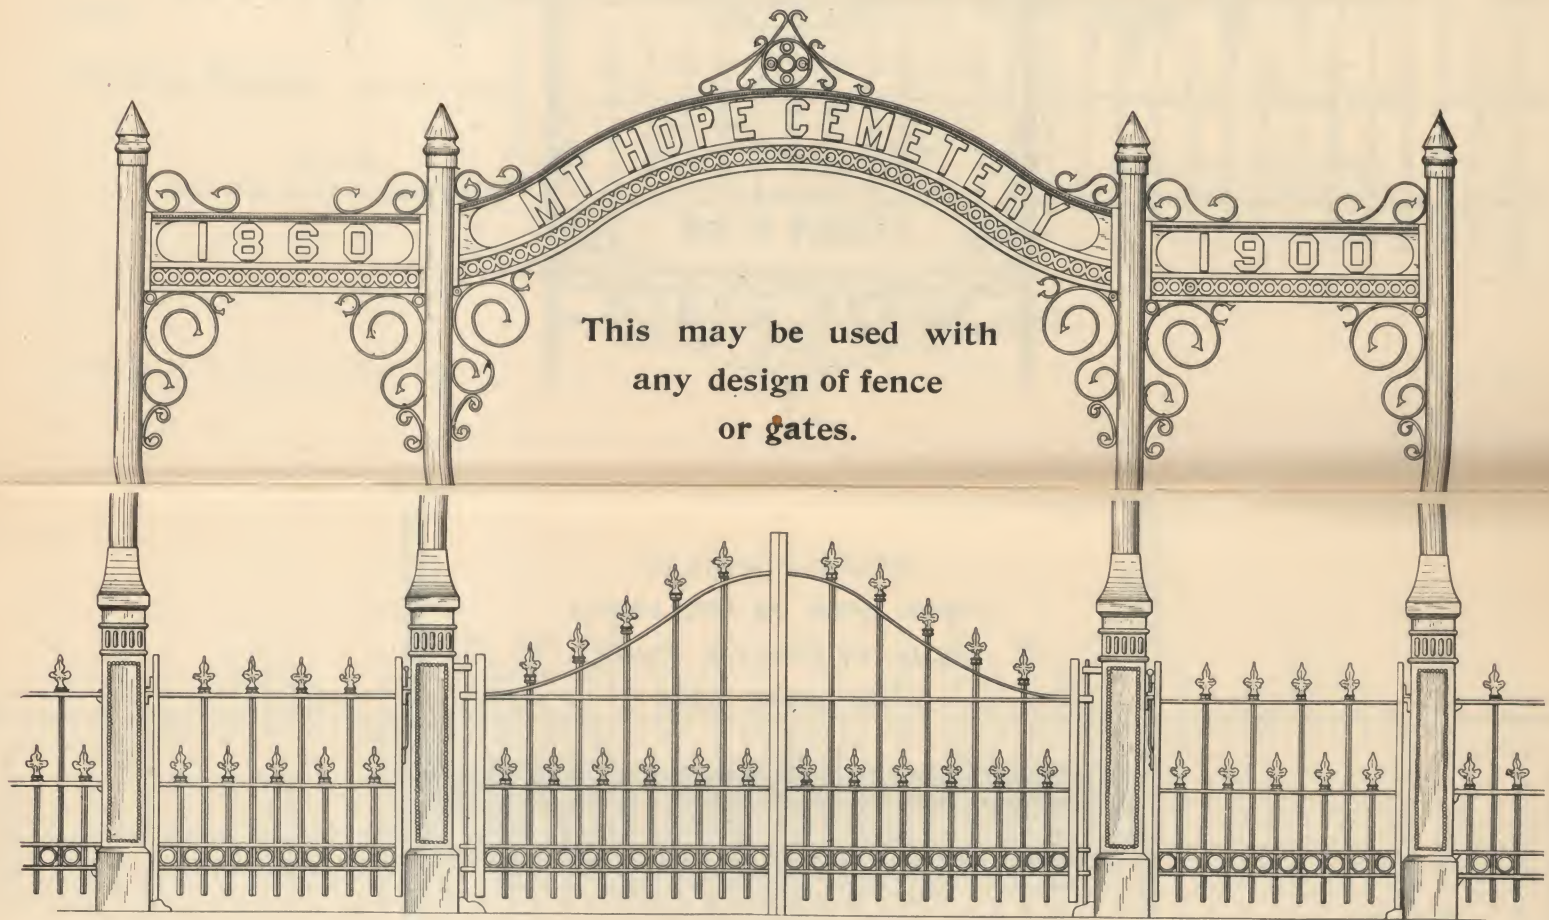 MT HOPE CEMETERY
1860
1900
This may be used with
any design of fence
or gates.